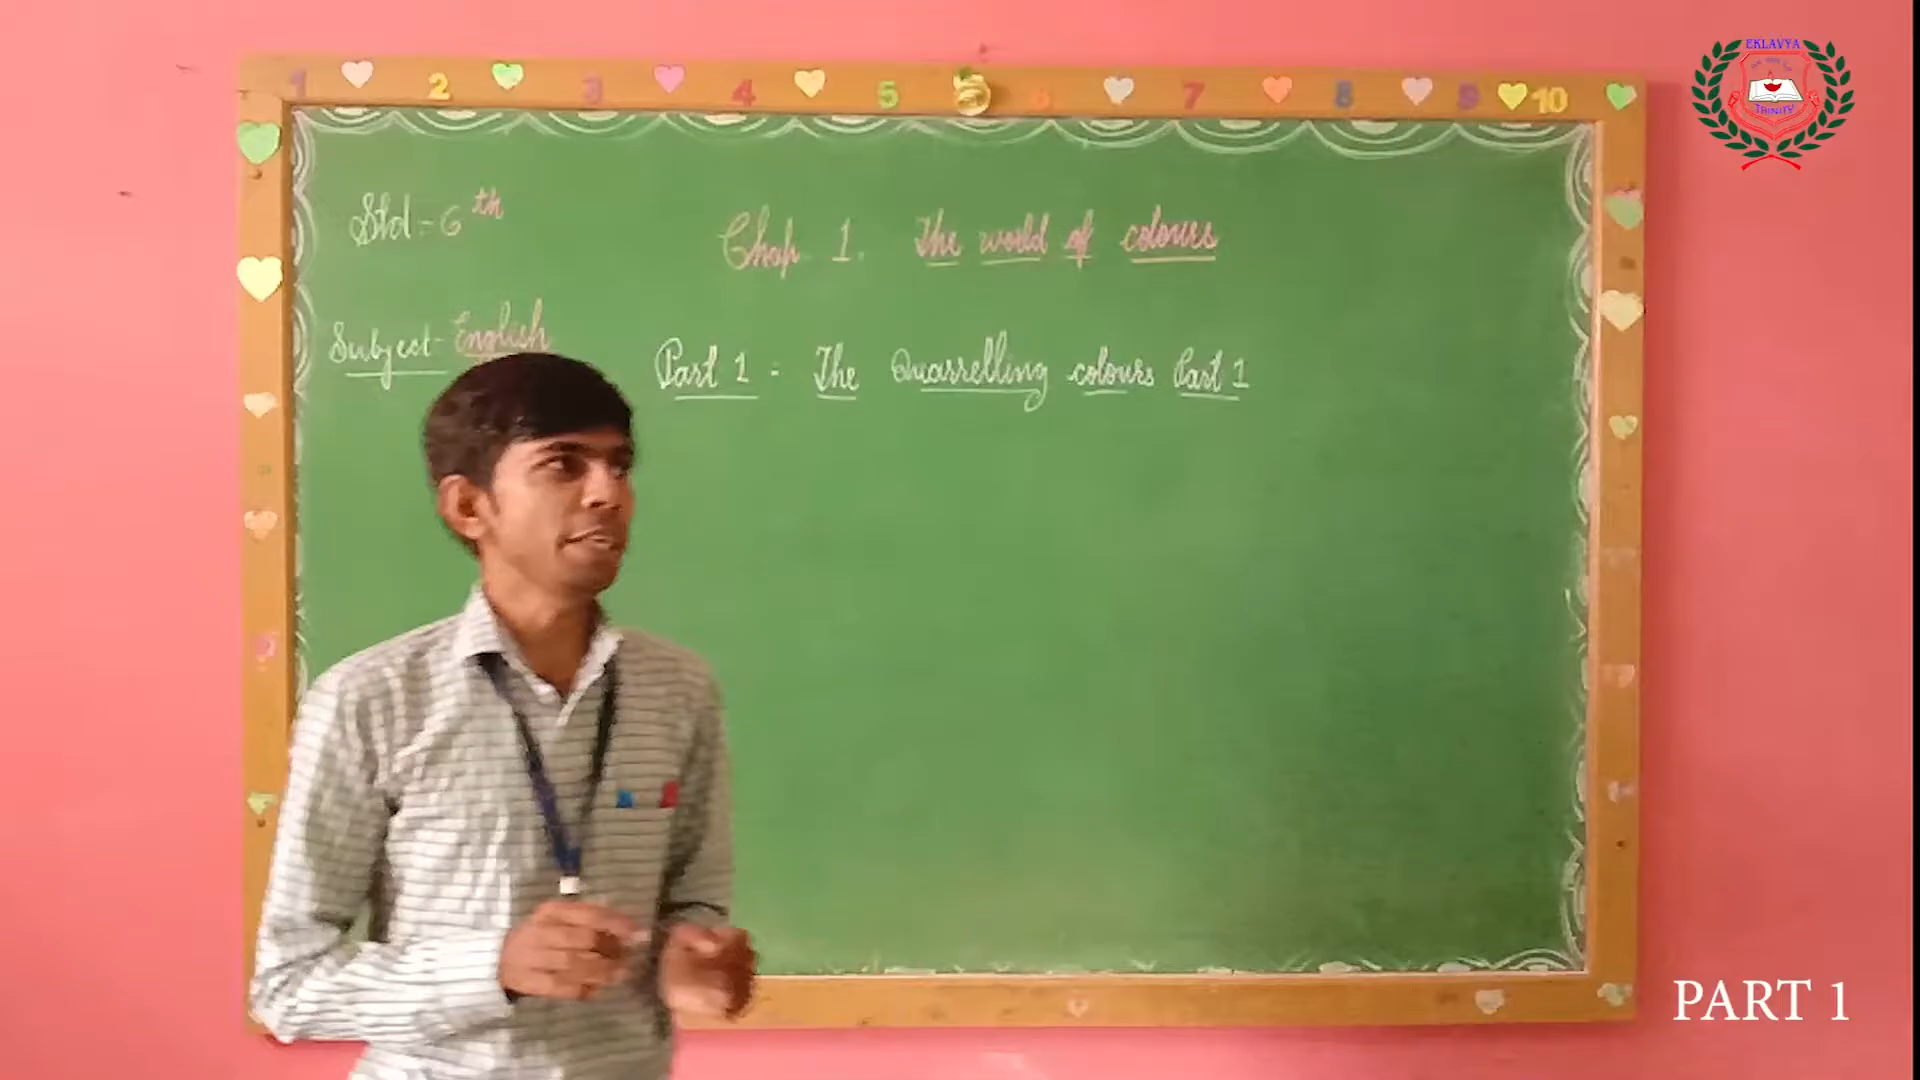 1 2 3 4 5 6 7 8 9 10
EKLAVYA
TRINITY
Std - 6th
Chap 1. The world of colours
Subject - English
Part 1 - The Quarrelling colours Part 1
PART 1